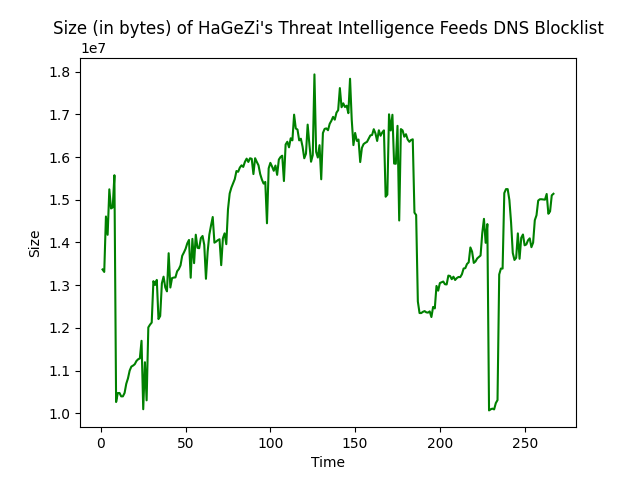 Size (in bytes) of HaGeZi's Threat Intelligence Feeds DNS Blocklist
1e7
1.8
1.7
1.6
1.5
1.4
1.3
1.2
1.1
1.0
Size
0 50 100 150 200 250
Time